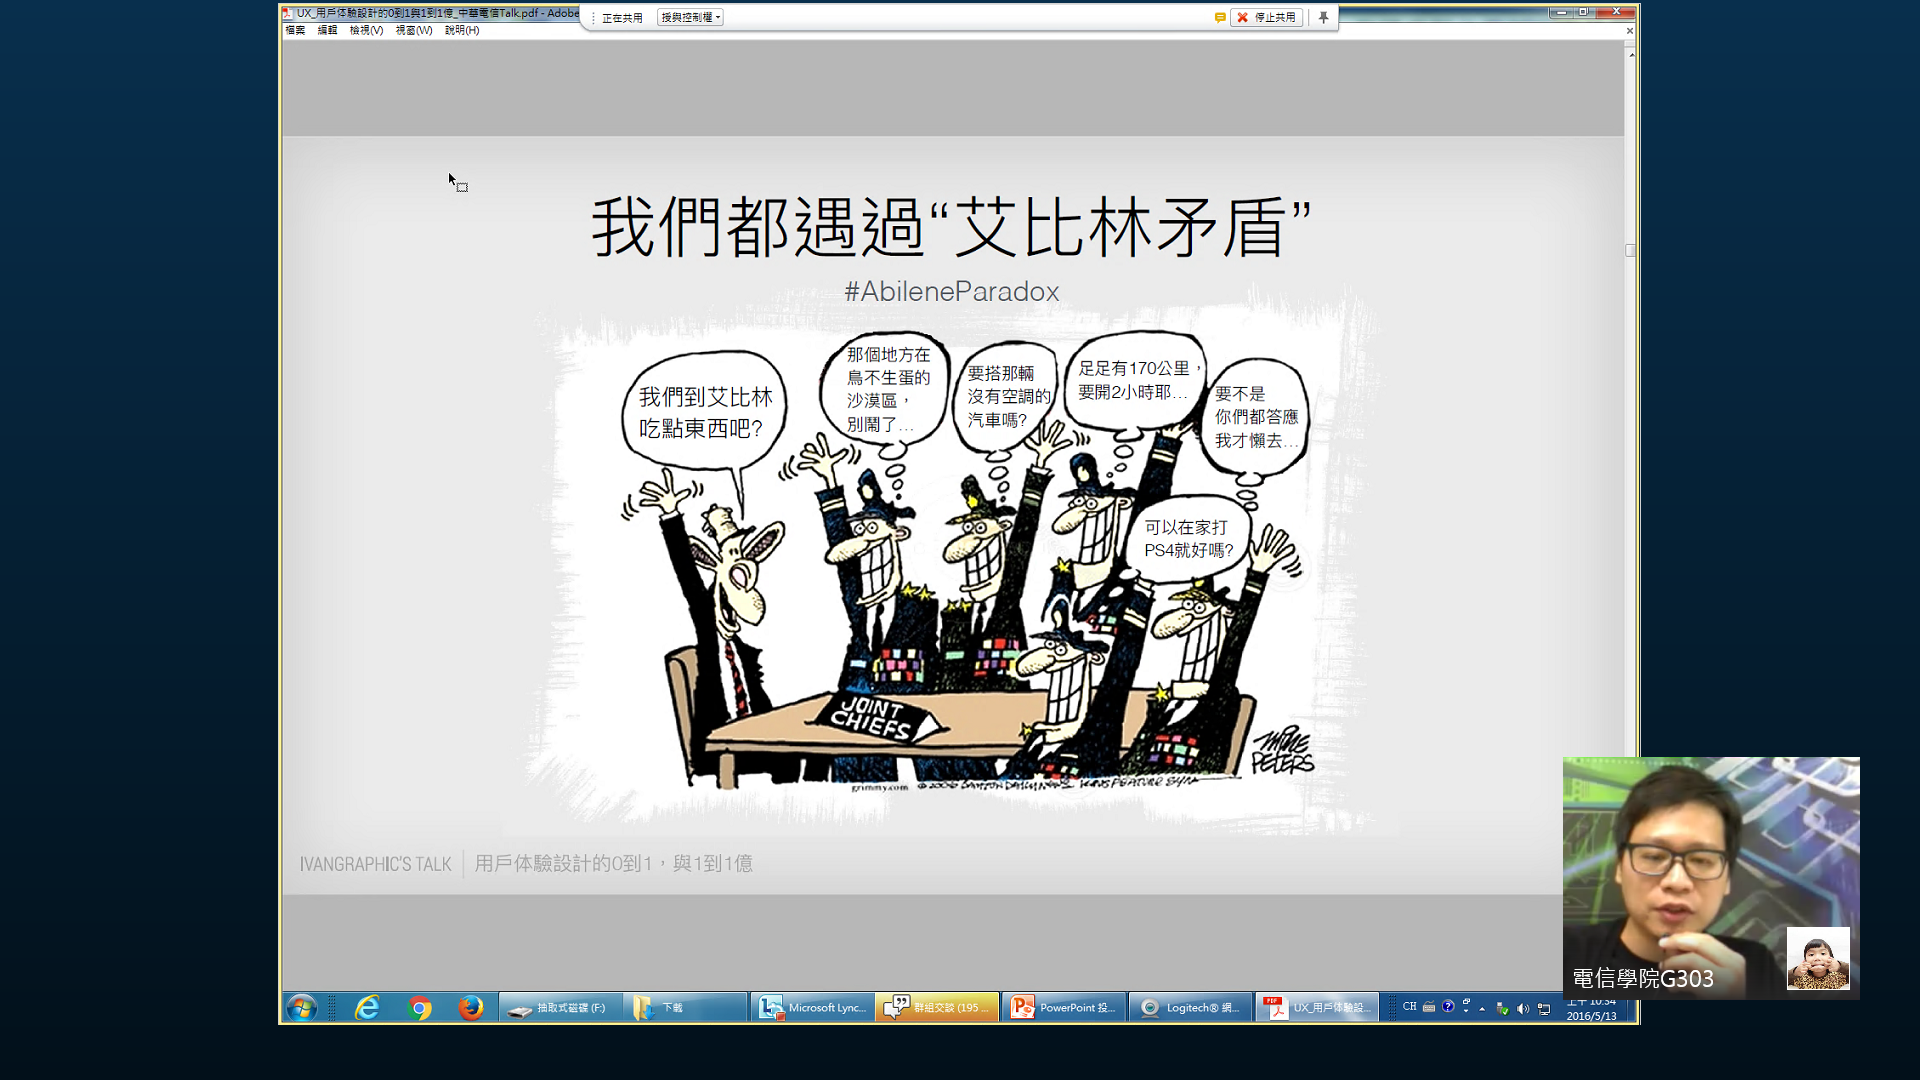 UX_用戶体驗設計的0到1與1到1億_中華電信Talk.pdf - Adobe
正在共用
授與控制權
停止共用
檔案 編輯 檢視(V) 視窗(W) 說明(H)
我們都遇過“艾比林矛盾”
#AbileneParadox
我們到艾比林
吃點東西吧?
那個地方在
鳥不生蛋的
沙漠區，
別鬧了...
要搭那輛
沒有空調的
汽車嗎?
足足有170公里，
要開2小時耶...
要不是
你們都答應
我才懶去...
可以在家打
PS4就好嗎?
JOINT
CHIEFS
MIKE
PETERS
grimmy.com
IVANGRAPHIC'S TALK
用戶体驗設計的0到1，與1到1億
電信學院G303
抽取式磁碟 (F:)
下載
Microsoft Lync...
群組交談 (195 ...
PowerPoint 投...
Logitech® 網...
UX_用戶体驗設...
CH
上午 10:34
2016/5/13